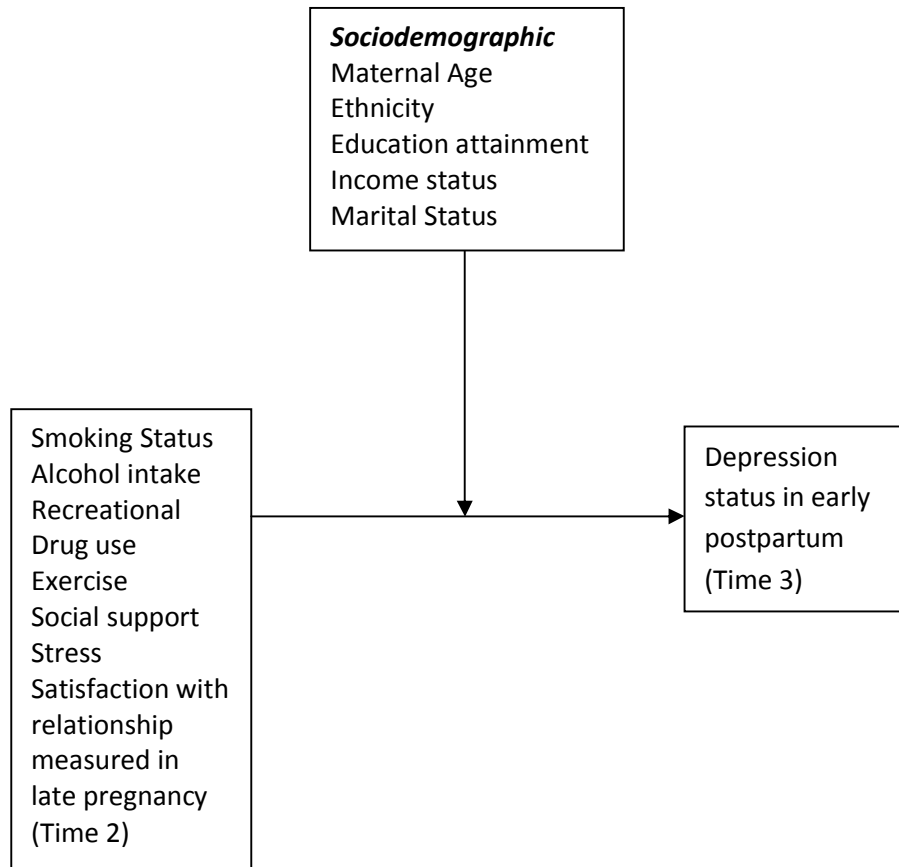 Sociodemographic
Maternal Age
Ethnicity
Education attainment
Income status
Marital Status
Smoking Status
Alcohol intake
Recreational
Drug use
Exercise
Social support
Stress
Satisfaction with
relationship
measured in
late pregnancy
(Time 2)
Depression
status in early
postpartum
(Time 3)